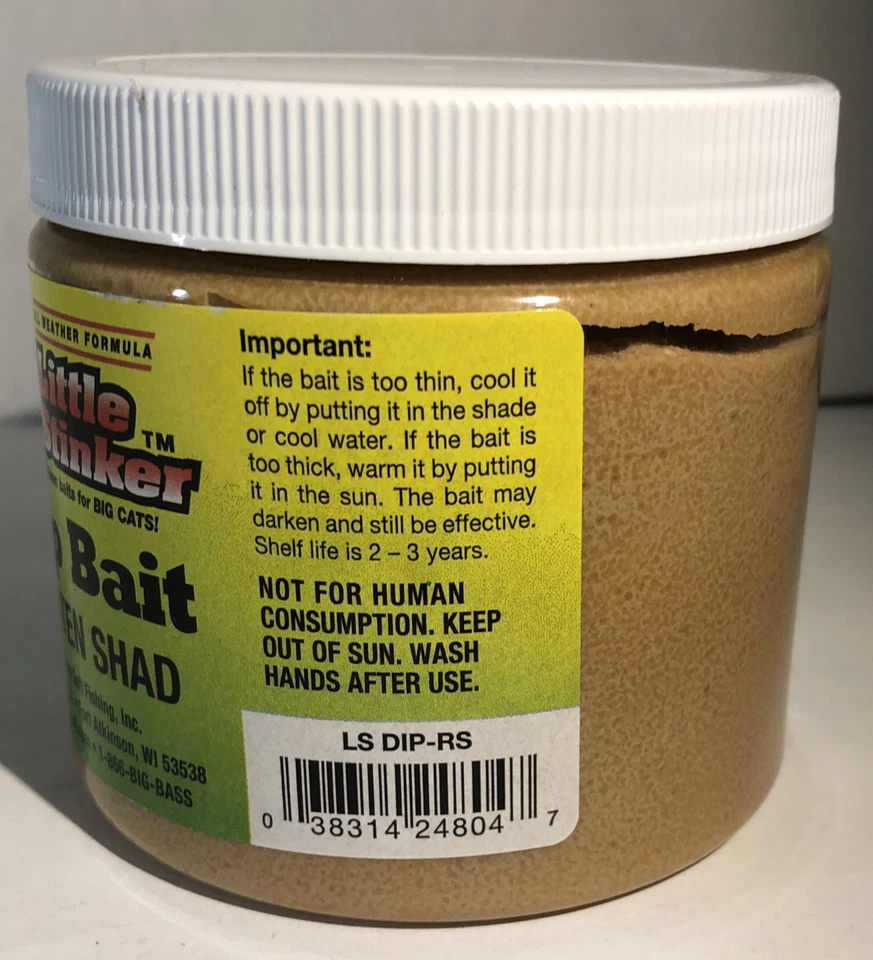 WEATHER FORMULA
Little
Stinker™
baits for BIG CATS!
Bait
SHAD
Fishing, Inc.
Atkinson, WI 53538
1-866-BIG-BASS
Important:
If the bait is too thin, cool it
off by putting it in the shade
or cool water. If the bait is
too thick, warm it by putting
it in the sun. The bait may
darken and still be effective.
Shelf life is 2 – 3 years.
NOT FOR HUMAN
CONSUMPTION. KEEP
OUT OF SUN. WASH
HANDS AFTER USE.
LS DIP-RS
0 38314 24804 7